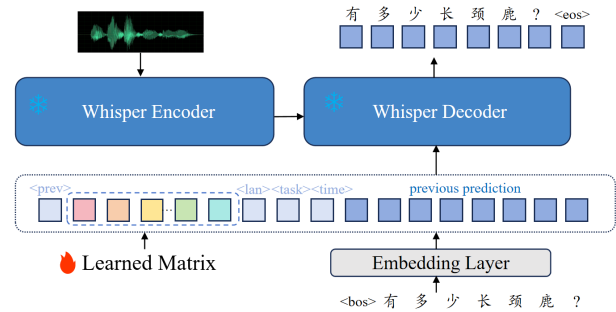 有 多 少 长 颈 鹿 ? <eos>
Whisper Encoder
Whisper Decoder
<prev> <lan><task><time> previous prediction
...
Learned Matrix
Embedding Layer
<bos> 有 多 少 长 颈 鹿 ?